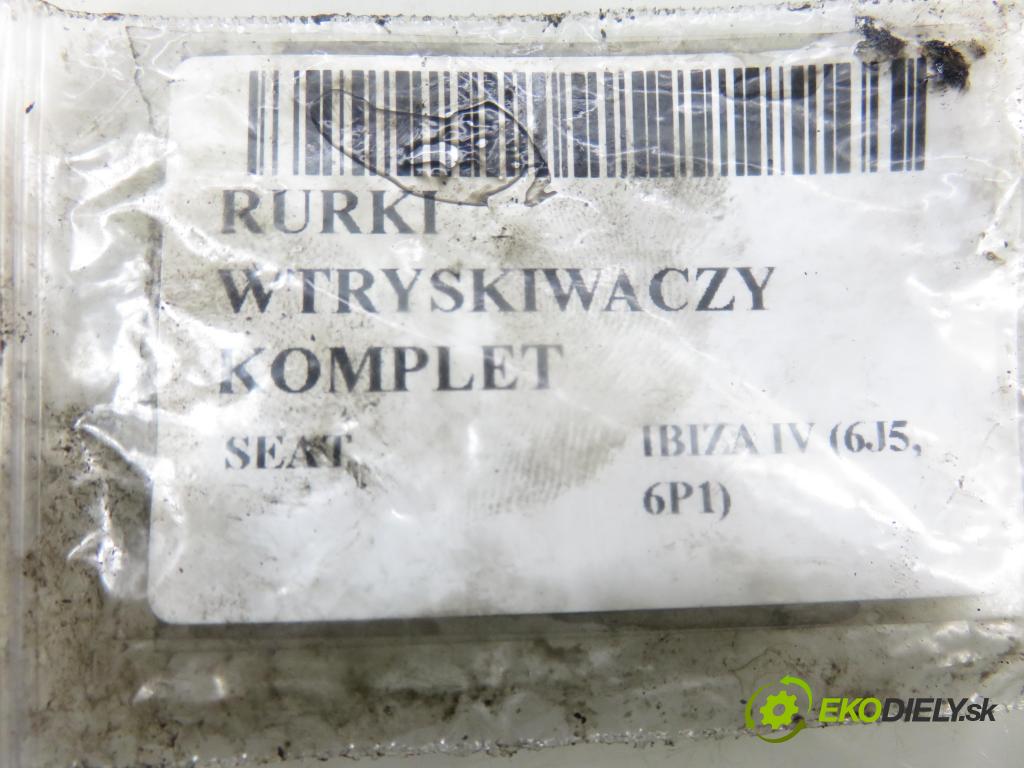 RURKI
WTRYSKIWACZY
KOMPLET
SEAT IBIZA IV (6J5,
6P1)
EKODIELY.sk